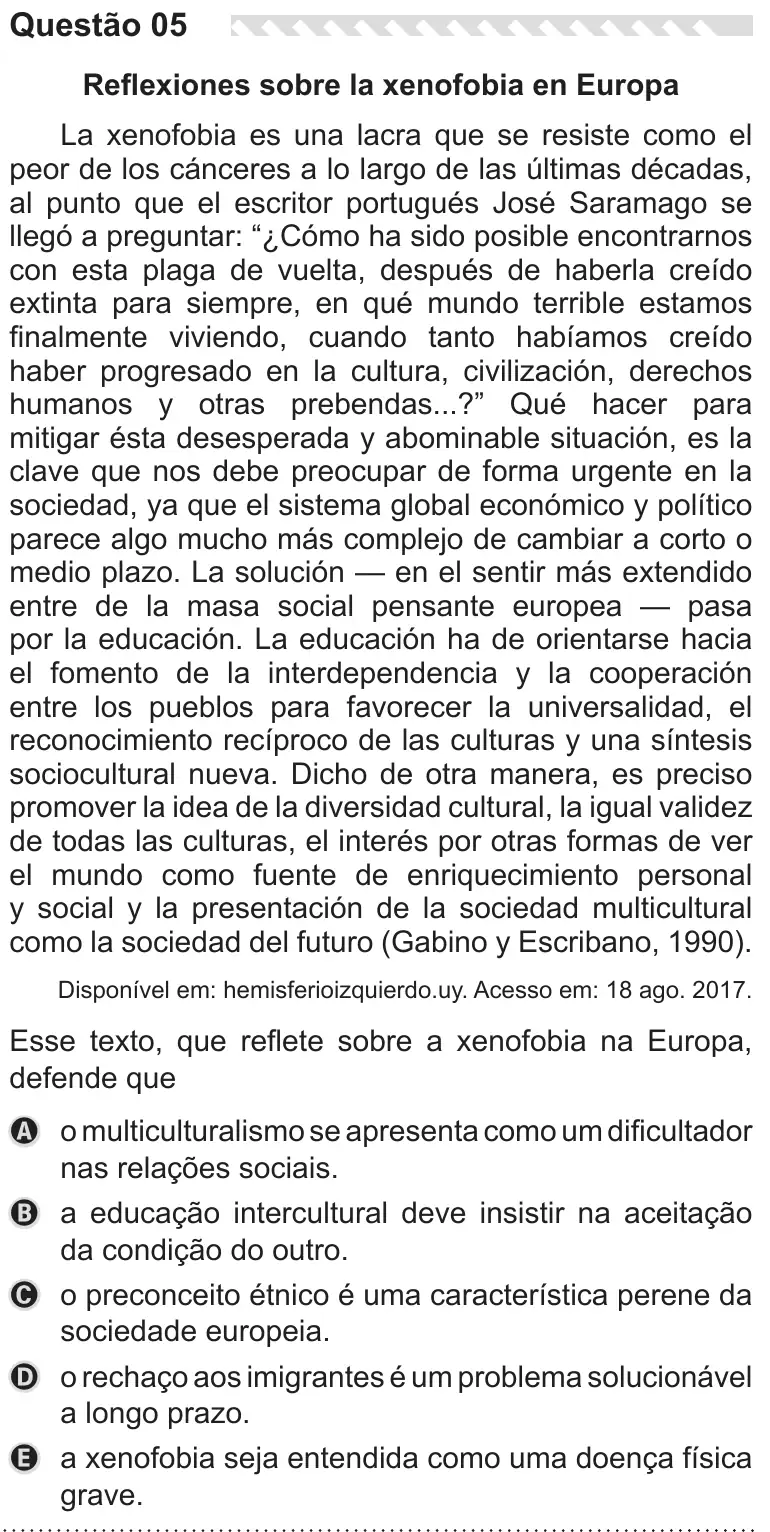 Questão 05
Reflexiones sobre la xenofobia en Europa
La xenofobia es una lacra que se resiste como el
peor de los cánceres a lo largo de las últimas décadas,
al punto que el escritor portugués José Saramago se
llegó a preguntar: “¿Cómo ha sido posible encontrarnos
con esta plaga de vuelta, después de haberla creído
extinta para siempre, en qué mundo terrible estamos
finalmente viviendo, cuando tanto habíamos creído
haber progresado en la cultura, civilización, derechos
humanos y otras prebendas...?” Qué hacer para
mitigar ésta desesperada y abominable situación, es la
clave que nos debe preocupar de forma urgente en la
sociedad, ya que el sistema global económico y político
parece algo mucho más complejo de cambiar a corto o
medio plazo. La solución — en el sentir más extendido
entre de la masa social pensante europea — pasa
por la educación. La educación ha de orientarse hacia
el fomento de la interdependencia y la cooperación
entre los pueblos para favorecer la universalidad, el
reconocimiento recíproco de las culturas y una síntesis
sociocultural nueva. Dicho de otra manera, es preciso
promover la idea de la diversidad cultural, la igual validez
de todas las culturas, el interés por otras formas de ver
el mundo como fuente de enriquecimiento personal
y social y la presentación de la sociedad multicultural
como la sociedad del futuro (Gabino y Escribano, 1990).
Disponível em: hemisferioizquierdo.uy. Acesso em: 18 ago. 2017.
Esse texto, que reflete sobre a xenofobia na Europa,
defende que
A o multiculturalismo se apresenta como um dificultador
nas relações sociais.
B a educação intercultural deve insistir na aceitação
da condição do outro.
C o preconceito étnico é uma característica perene da
sociedade europeia.
D o rechaço aos imigrantes é um problema solucionável
a longo prazo.
E a xenofobia seja entendida como uma doença física
grave.